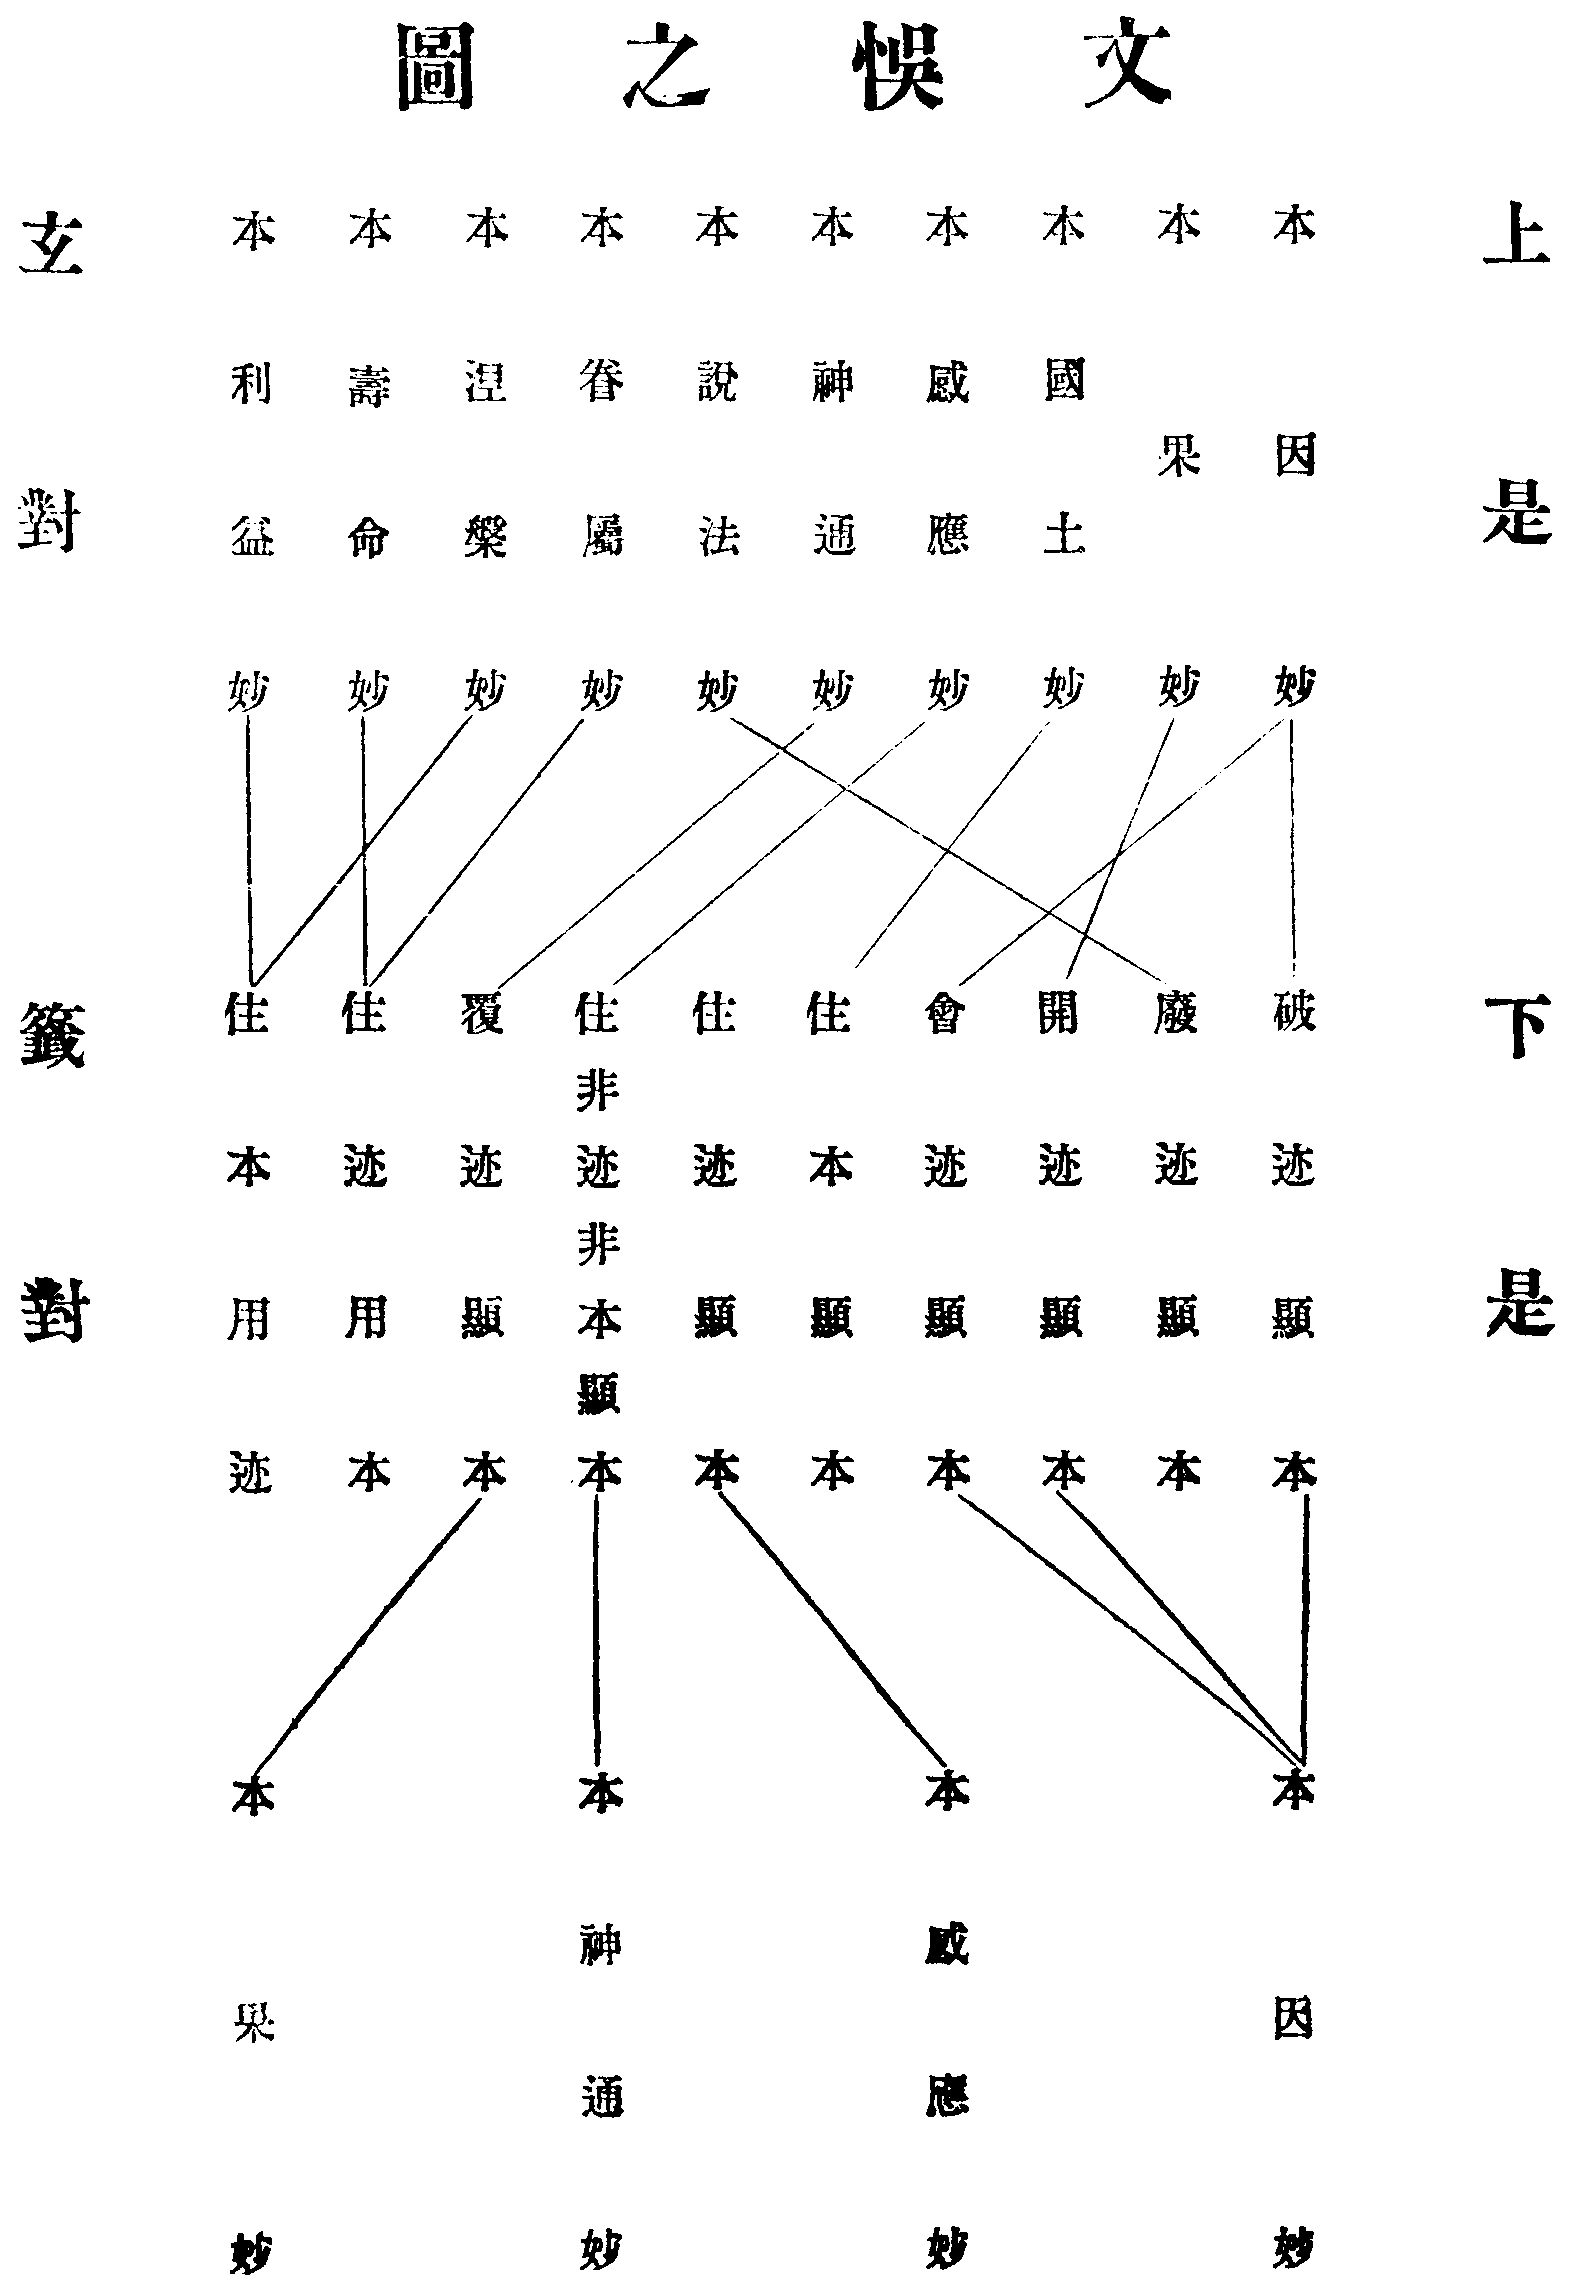 文悞之圖
上是
下是
本因妙
本果妙
本國土妙
本感應妙
本神通妙
本說法妙
本眷屬妙
本涅槃妙
本壽命妙
本利益妙
破迹顯本
廢迹顯本
開迹顯本
會迹顯本
住本顯本
住迹顯本
住非迹非本顯本
覆迹顯本
住迹用本
住本用迹
本因妙
本感應妙
本神通妙
本果妙
玄對
籤對